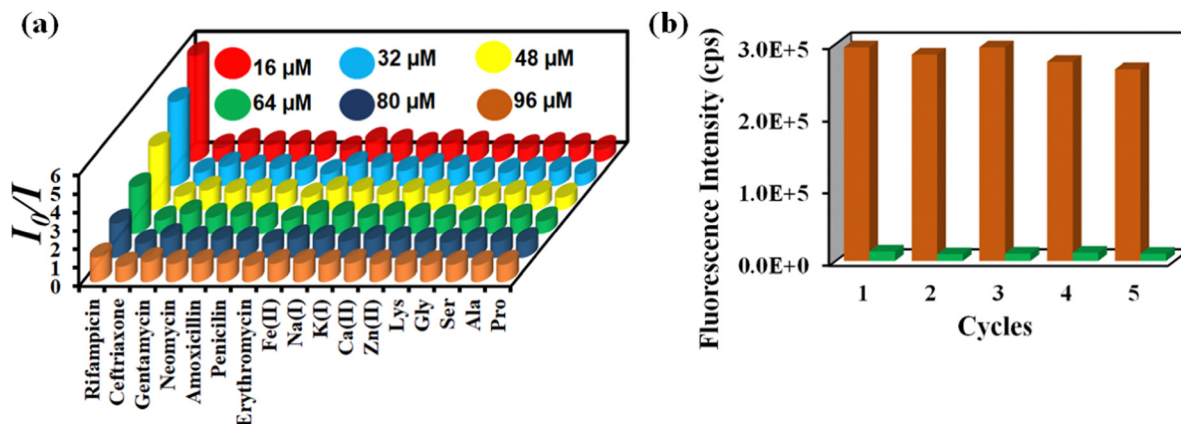 (a)
16 µM 32 µM 48 µM
64 µM 80 µM 96 µM
I₀/I
6
5
4
3
2
1
0
Rifampicin
Ceftriaxone
Gentamycin
Neomycin
Amoxicillin
Penicilin
Erythromycin
Fe(II)
Na(I)
K(I)
Ca(II)
Zn(II)
Lys
Gly
Ser
Ala
Pro
(b)
Fluorescence Intensity (cps)
3.0E+5
2.0E+5
1.0E+5
0.0E+0
1 2 3 4 5
Cycles